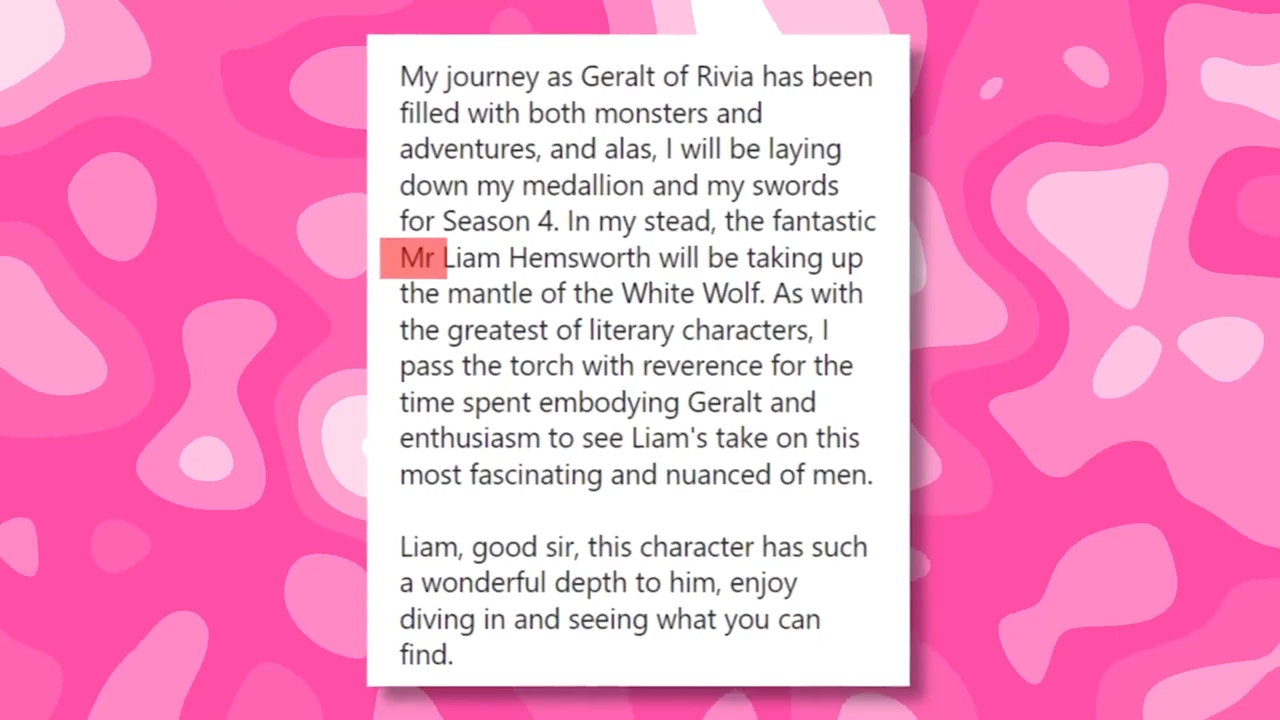 My journey as Geralt of Rivia has been
filled with both monsters and
adventures, and alas, I will be laying
down my medallion and my swords
for Season 4. In my stead, the fantastic
Mr Liam Hemsworth will be taking up
the mantle of the White Wolf. As with
the greatest of literary characters, I
pass the torch with reverence for the
time spent embodying Geralt and
enthusiasm to see Liam's take on this
most fascinating and nuanced of men.
Liam, good sir, this character has such
a wonderful depth to him, enjoy
diving in and seeing what you can
find.